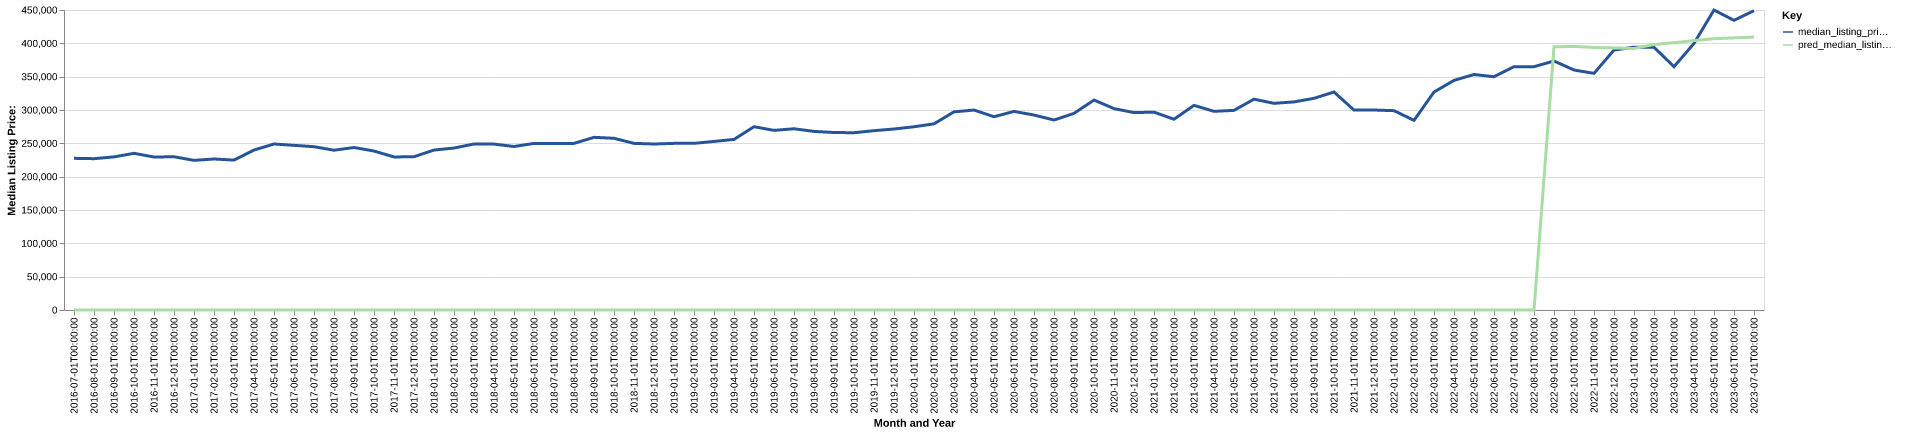 450,000
400,000
350,000
300,000
250,000
200,000
150,000
100,000
50,000
0
Median Listing Price:
2016-07-01T00:00:00
2016-08-01T00:00:00
2016-09-01T00:00:00
2016-10-01T00:00:00
2016-11-01T00:00:00
2016-12-01T00:00:00
2017-01-01T00:00:00
2017-02-01T00:00:00
2017-03-01T00:00:00
2017-04-01T00:00:00
2017-05-01T00:00:00
2017-06-01T00:00:00
2017-07-01T00:00:00
2017-08-01T00:00:00
2017-09-01T00:00:00
2017-10-01T00:00:00
2017-11-01T00:00:00
2017-12-01T00:00:00
2018-01-01T00:00:00
2018-02-01T00:00:00
2018-03-01T00:00:00
2018-04-01T00:00:00
2018-05-01T00:00:00
2018-06-01T00:00:00
2018-07-01T00:00:00
2018-08-01T00:00:00
2018-09-01T00:00:00
2018-10-01T00:00:00
2018-11-01T00:00:00
2018-12-01T00:00:00
2019-01-01T00:00:00
2019-02-01T00:00:00
2019-03-01T00:00:00
2019-04-01T00:00:00
2019-05-01T00:00:00
2019-06-01T00:00:00
2019-07-01T00:00:00
2019-08-01T00:00:00
2019-09-01T00:00:00
2019-10-01T00:00:00
2019-11-01T00:00:00
2019-12-01T00:00:00
2020-01-01T00:00:00
2020-02-01T00:00:00
2020-03-01T00:00:00
2020-04-01T00:00:00
2020-05-01T00:00:00
2020-06-01T00:00:00
2020-07-01T00:00:00
2020-08-01T00:00:00
2020-09-01T00:00:00
2020-10-01T00:00:00
2020-11-01T00:00:00
2020-12-01T00:00:00
2021-01-01T00:00:00
2021-02-01T00:00:00
2021-03-01T00:00:00
2021-04-01T00:00:00
2021-05-01T00:00:00
2021-06-01T00:00:00
2021-07-01T00:00:00
2021-08-01T00:00:00
2021-09-01T00:00:00
2021-10-01T00:00:00
2021-11-01T00:00:00
2021-12-01T00:00:00
2022-01-01T00:00:00
2022-02-01T00:00:00
2022-03-01T00:00:00
2022-04-01T00:00:00
2022-05-01T00:00:00
2022-06-01T00:00:00
2022-07-01T00:00:00
2022-08-01T00:00:00
2022-09-01T00:00:00
2022-10-01T00:00:00
2022-11-01T00:00:00
2022-12-01T00:00:00
2023-01-01T00:00:00
2023-02-01T00:00:00
2023-03-01T00:00:00
2023-04-01T00:00:00
2023-05-01T00:00:00
2023-06-01T00:00:00
2023-07-01T00:00:00
Month and Year
Key
median_listing_pri…
pred_median_listin…